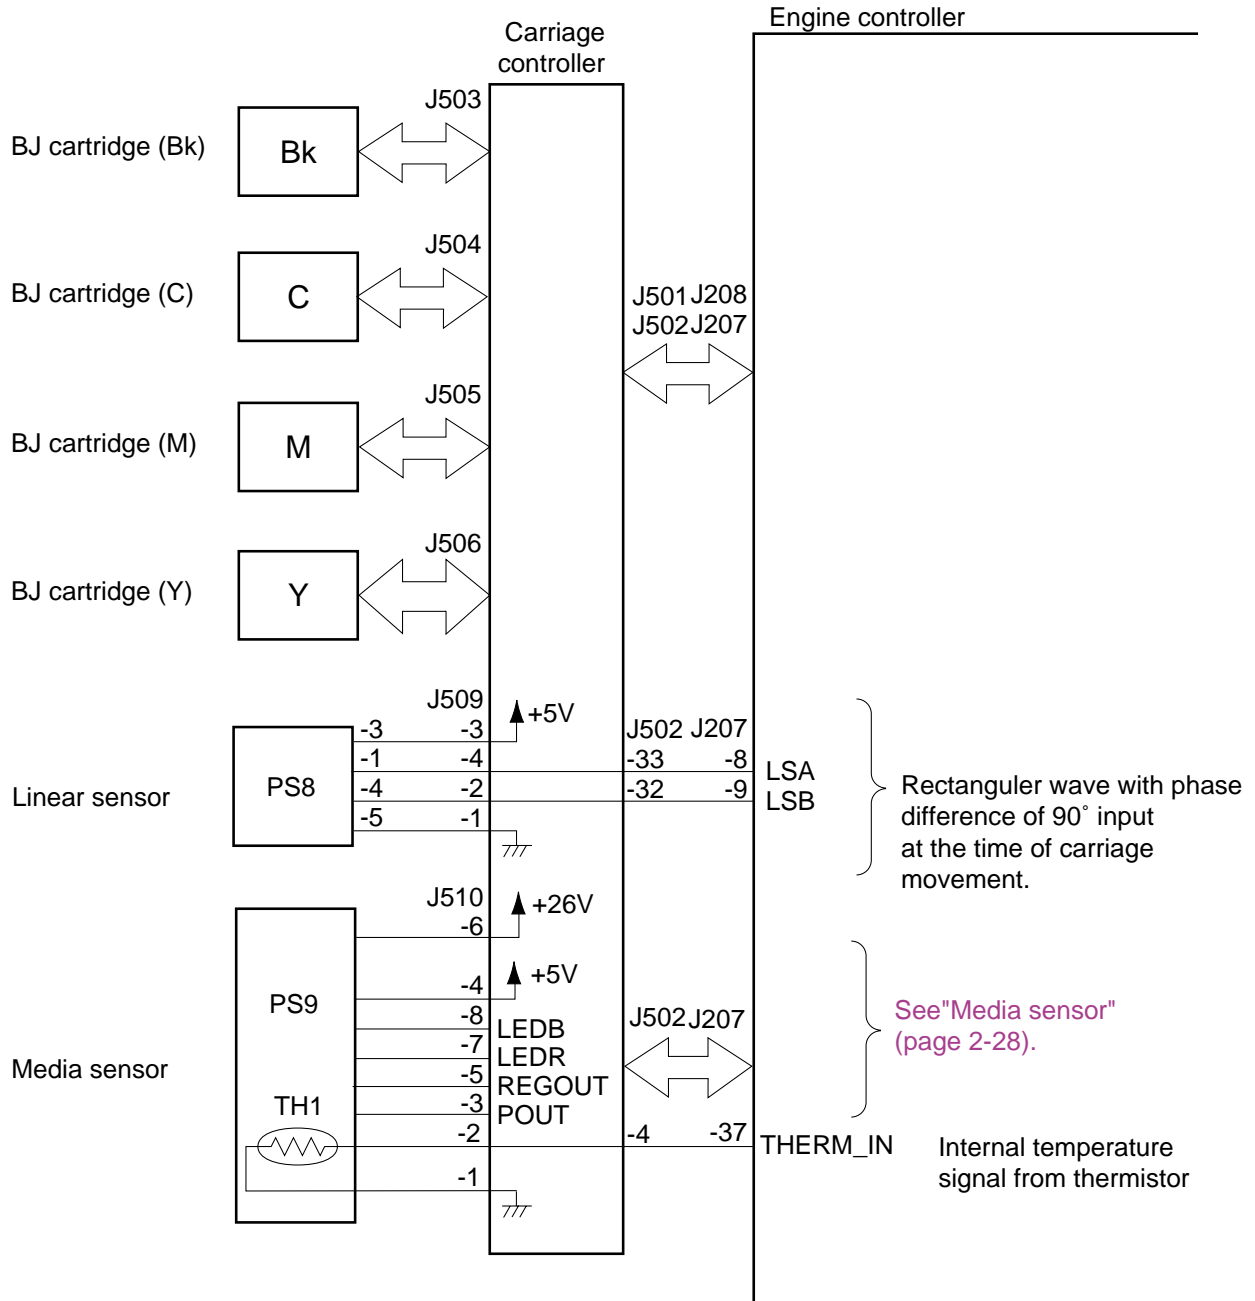 Engine controller
Carriage
controller
J503
BJ cartridge (Bk)
Bk
J504
BJ cartridge (C)
C
J501 J208
J502 J207
J505
BJ cartridge (M)
M
J506
BJ cartridge (Y)
Y
J509
+5V
J502 J207
-3 -3
-1 -4 -33 -8 LSA
-4 -2 -32 -9 LSB
-5 -1
PS8
Linear sensor
Rectanguler wave with phase
difference of 90˚ input
at the time of carriage
movement.
J510
+26V
-6
+5V
-4
PS9
-8 LEDB
-7 LEDR
-5 REGOUT
-3 POUT
J502 J207
See"Media sensor"
(page 2-28).
Media sensor
TH1
-2 -4 -37 THERM_IN
-1
Internal temperature
signal from thermistor